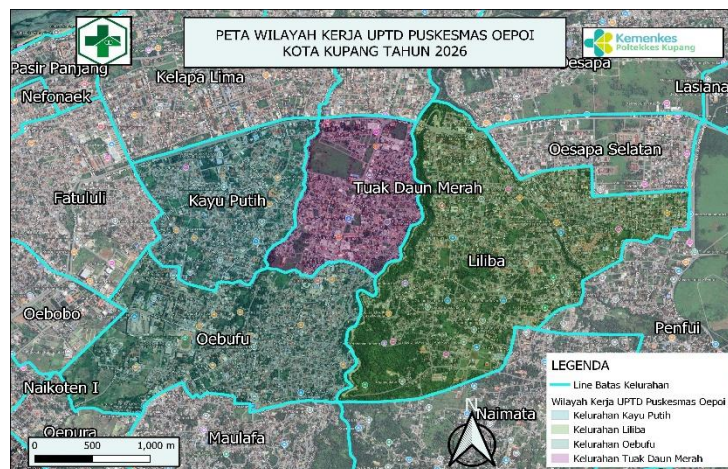 PETA WILAYAH KERJA UPTD PUSKESMAS OEPOI
KOTA KUPANG TAHUN 2026
Kemenkes
Poltekkes Kupang
Pasir Panjang
Nefonaek
Kelapa Lima
Oesapa
Lasiana
Oesapa Selatan
Fatululi
Kayu Putih
Tuak Daun Merah
Liliba
Oebobo
Oebufu
Penfui
Naikoten I
Oepura
Maulafa
Naimata
N
0 500 1,000 m
LEGENDA
Line Batas Kelurahan
Wilayah Kerja UPTD Puskesmas Oepoi
Kelurahan Kayu Putih
Kelurahan Liliba
Kelurahan Oebufu
Kelurahan Tuak Daun Merah